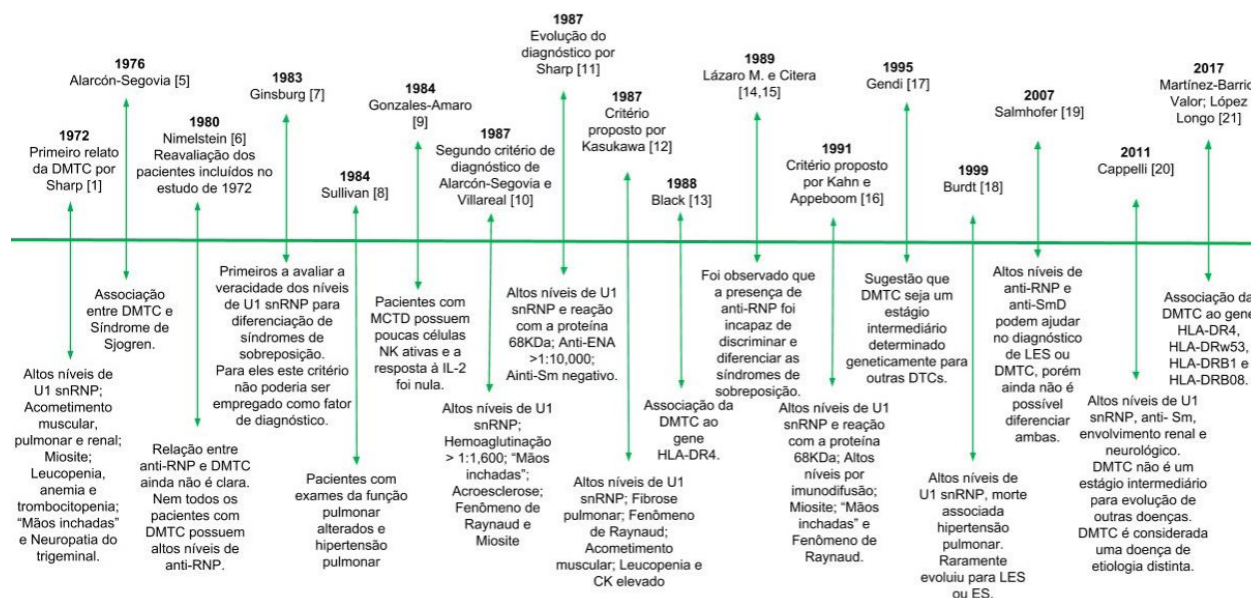 1972
Primeiro relato
da DMTC por
Sharp [1]
Altos níveis de
U1 snRNP;
Acometimento
muscular,
pulmonar e renal;
Miosite;
Leucopenia,
anemia e
trombocitopenia;
“Mãos inchadas”
e Neuropatia do
trigeminal.
1976
Alarcón-Segovia [5]
Associação
entre DMTC e
Síndrome de
Sjogren.
1980
Nimelstein [6]
Reavaliação dos
pacientes incluídos no
estudo de 1972
Relação entre
anti-RNP e DMTC
ainda não é clara.
Nem todos os
pacientes com
DMTC possuem
altos níveis de
anti-RNP.
1983
Ginsburg [7]
Primeiros a avaliar a
veracidade dos níveis
de U1 snRNP para
diferenciação de
síndromes de
sobreposição.
Para eles este critério
não poderia ser
empregado como fator
de diagnóstico.
1984
Sullivan [8]
Pacientes com
exames da função
pulmonar
alterados e
hipertensão
pulmonar
1984
Gonzales-Amaro
[9]
Pacientes com
MCTD possuem
poucas células
NK ativas e a
resposta à IL-2
foi nula.
1987
Segundo critério de
diagnóstico de
Alarcón-Segovia e
Villareal [10]
Altos níveis de U1
snRNP;
Hemoaglutinação
> 1:1,600; “Mãos
inchadas”;
Acroesclerose;
Fenômeno de
Raynaud e
Miosite
1987
Evolução do
diagnóstico por
Sharp [11]
Altos níveis de U1
snRNP e reação
com a proteína
68KDa; Anti-ENA
>1:10,000;
Ainti-Sm negativo.
1987
Critério
proposto por
Kasukawa [12]
Altos níveis de U1
snRNP; Fibrose
pulmonar; Fenômeno
de Raynaud;
Acometimento
muscular; Leucopenia
e CK elevado
1988
Black [13]
Associação da
DMTC ao
gene
HLA-DR4.
1989
Lázaro M. e Citera
[14,15]
Foi observado que
a presença de
anti-RNP foi
incapaz de
discriminar e
diferenciar as
síndromes de
sobreposição.
1991
Critério proposto
por Kahn e
Appeboom [16]
Altos níveis de U1
snRNP e reação
com a proteína
68KDa; Altos
níveis por
imunodifusão;
Miosite; “Mãos
inchadas” e
Fenômeno de
Raynaud.
1995
Gendi [17]
Sugestão que
DMTC seja um
estágio
intermediário
determinado
geneticamente para
outras DTCs.
1999
Burdt [18]
Altos níveis de
U1 snRNP, morte
associada
hipertensão
pulmonar.
Raramente
evoluiu para LES
ou ES.
2007
Salmhofer [19]
Altos níveis de
anti-RNP e
anti-SmD
podem ajudar
no diagnóstico
de LES ou
DMTC, porém
ainda não é
possível
diferenciar
ambas.
2011
Cappelli [20]
Altos níveis de U1
snRNP, anti- Sm,
envolvimento renal e
neurológico.
DMTC não é um
estágio intermediário
para evolução de
outras doenças.
DMTC é considerada
uma doença de
etiologia distinta.
2017
Valor; López
Longo [21]
Associação da
DMTC ao gene
HLA-DR4,
HLA-DRw53,
HLA-DRB1 e
HLA-DRB08.